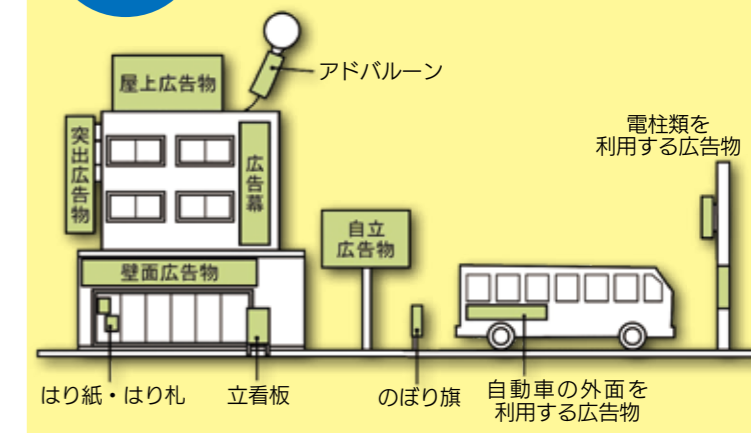 アドバルーン
屋上広告物
電柱類を
利用する広告物
突出広告物
広告幕
自立
広告物
壁面広告物
はり紙・はり札
立看板
のぼり旗
自動車の外面を
利用する広告物